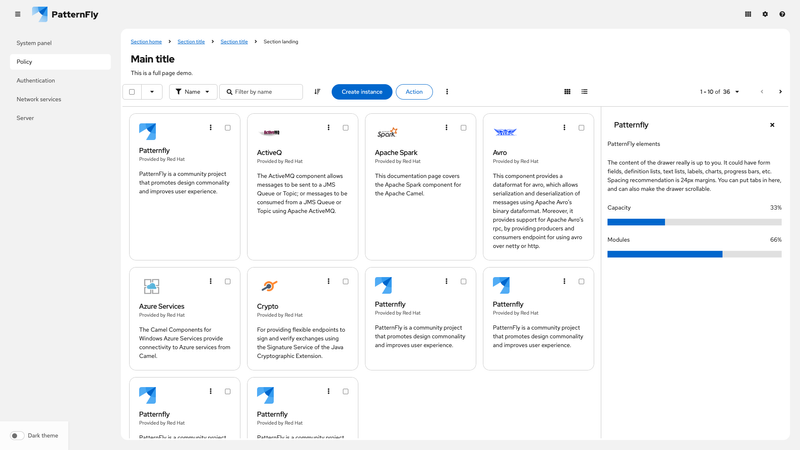 PatternFly
System panel
Policy
Authentication
Network services
Server
Dark theme
Section home
Section title
Section title
Section landing
Main title
This is a full page demo.
Name
Filter by name
Create instance
Action
1 - 10 of 36
Patternfly
Provided by Red Hat
PatternFly is a community project
that promotes design commonality
and improves user experience.
ActiveMQ
ActiveQ
Provided by Red Hat
The ActiveMQ component allows
messages to be sent to a JMS
Queue or Topic; or messages to be
consumed from a JMS Queue or
Topic using Apache ActiveMQ.
Spark
Apache Spark
Provided by Red Hat
This documentation page covers
the Apache Spark component for
the Apache Camel.
Avro
Provided by Red Hat
This component provides a
dataformat for avro, which allows
serialization and deserialization of
messages using Apache Avro's
binary dataformat. Moreover, it
provides support for Apache Avro's
rpc, by providing producers and
consumers endpoint for using avro
over netty or http.
Azure Services
Provided by Red Hat
The Camel Components for
Windows Azure Services provide
connectivity to Azure services from
Camel.
Crypto
Provided by Red Hat
For providing flexible endpoints to
sign and verify exchanges using
the Signature Service of the Java
Cryptographic Extension.
Patternfly
Provided by Red Hat
PatternFly is a community project
that promotes design commonality
and improves user experience.
Patternfly
Provided by Red Hat
PatternFly is a community project
that promotes design commonality
and improves user experience.
Patternfly
Provided by Red Hat
PatternFly is a community project
Patternfly
Provided by Red Hat
PatternFly is a community project
Patternfly
PatternFly elements
The content of the drawer really is up to you. It could have form
fields, definition lists, text lists, labels, charts, progress bars, etc.
Spacing recommendation is 24px margins. You can put tabs in here,
and can also make the drawer scrollable.
Capacity
33%
Modules
66%